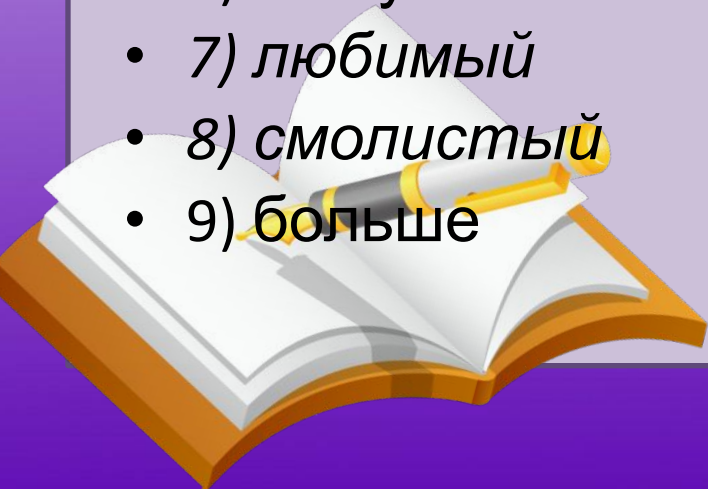 • 7) любимый
• 8) смолистый
• 9) больше